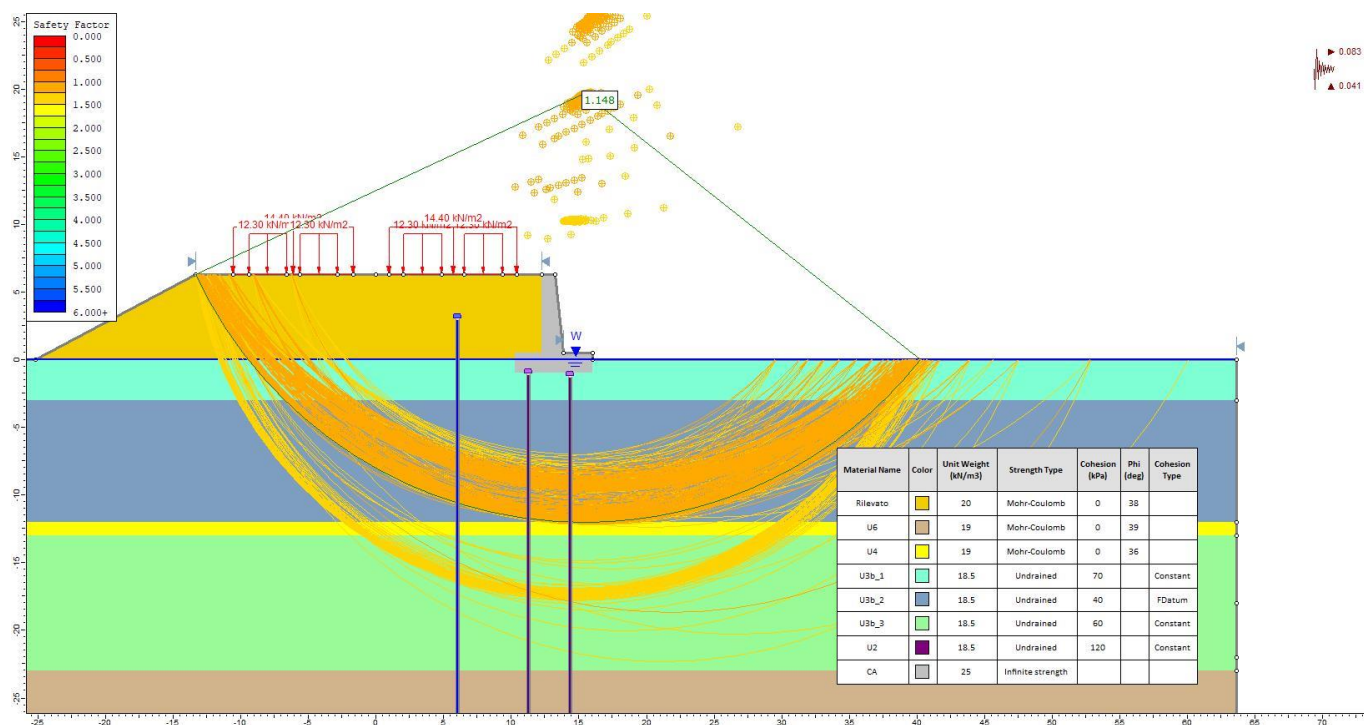 Safety Factor
0.000
0.500
1.000
1.500
2.000
2.500
3.000
3.500
4.000
4.500
5.000
5.500
6.000+
1.148
0.083
0.041
14.40 kN/m2
12.30 kN/m2
14.40 kN/m2
12.30 kN/m2
W
Material Name Color Unit Weight (kN/m3) Strength Type Cohesion (kPa) Phi (deg) Cohesion Type
Rilevato 20 Mohr-Coulomb 0 38
U6 19 Mohr-Coulomb 0 39
U4 19 Mohr-Coulomb 0 36
U3b_1 18.5 Undrained 70 Constant
U3b_2 18.5 Undrained 40 FDatum
U3b_3 18.5 Undrained 60 Constant
U2 18.5 Undrained 120 Constant
CA 25 Infinite strength
25
20
15
10
5
0
-5
-10
-15
-20
-25
-25 -20 -15 -10 -5 0 5 10 15 20 25 30 35 40 45 50 55 60 65 70